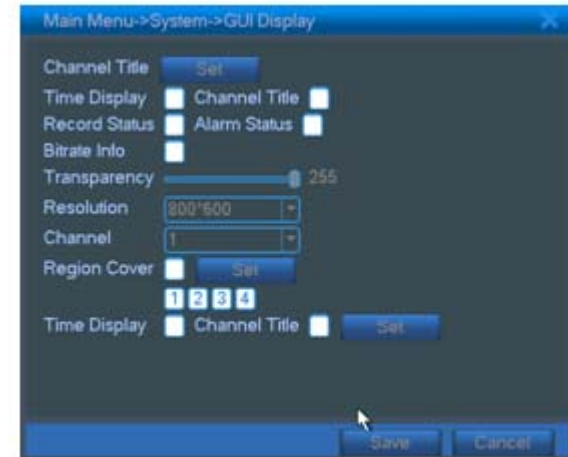 Main Menu->System->GUI Display
Channel Title Set
Time Display Channel Title
Record Status Alarm Status
Bitrate Info
Transparency 255
Resolution 800*600
Channel 1
Region Cover Set
1 2 3 4
Time Display Channel Title Set
Save Cancel